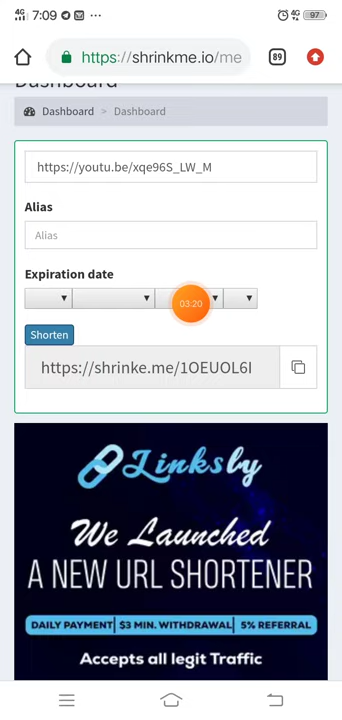 4G 7:09 ... 4G 97
https://shrinkme.io/me 89
Dashboard
Dashboard > Dashboard
https://youtu.be/xqe96S_LW_M
Alias
Alias
Expiration date
03:20
Shorten
https://shrinke.me/1OEUOL6I
Linksly
We Launched
A NEW URL SHORTENER
DAILY PAYMENT| $3 MIN. WITHDRAWAL| 5% REFERRAL
Accepts all legit Traffic